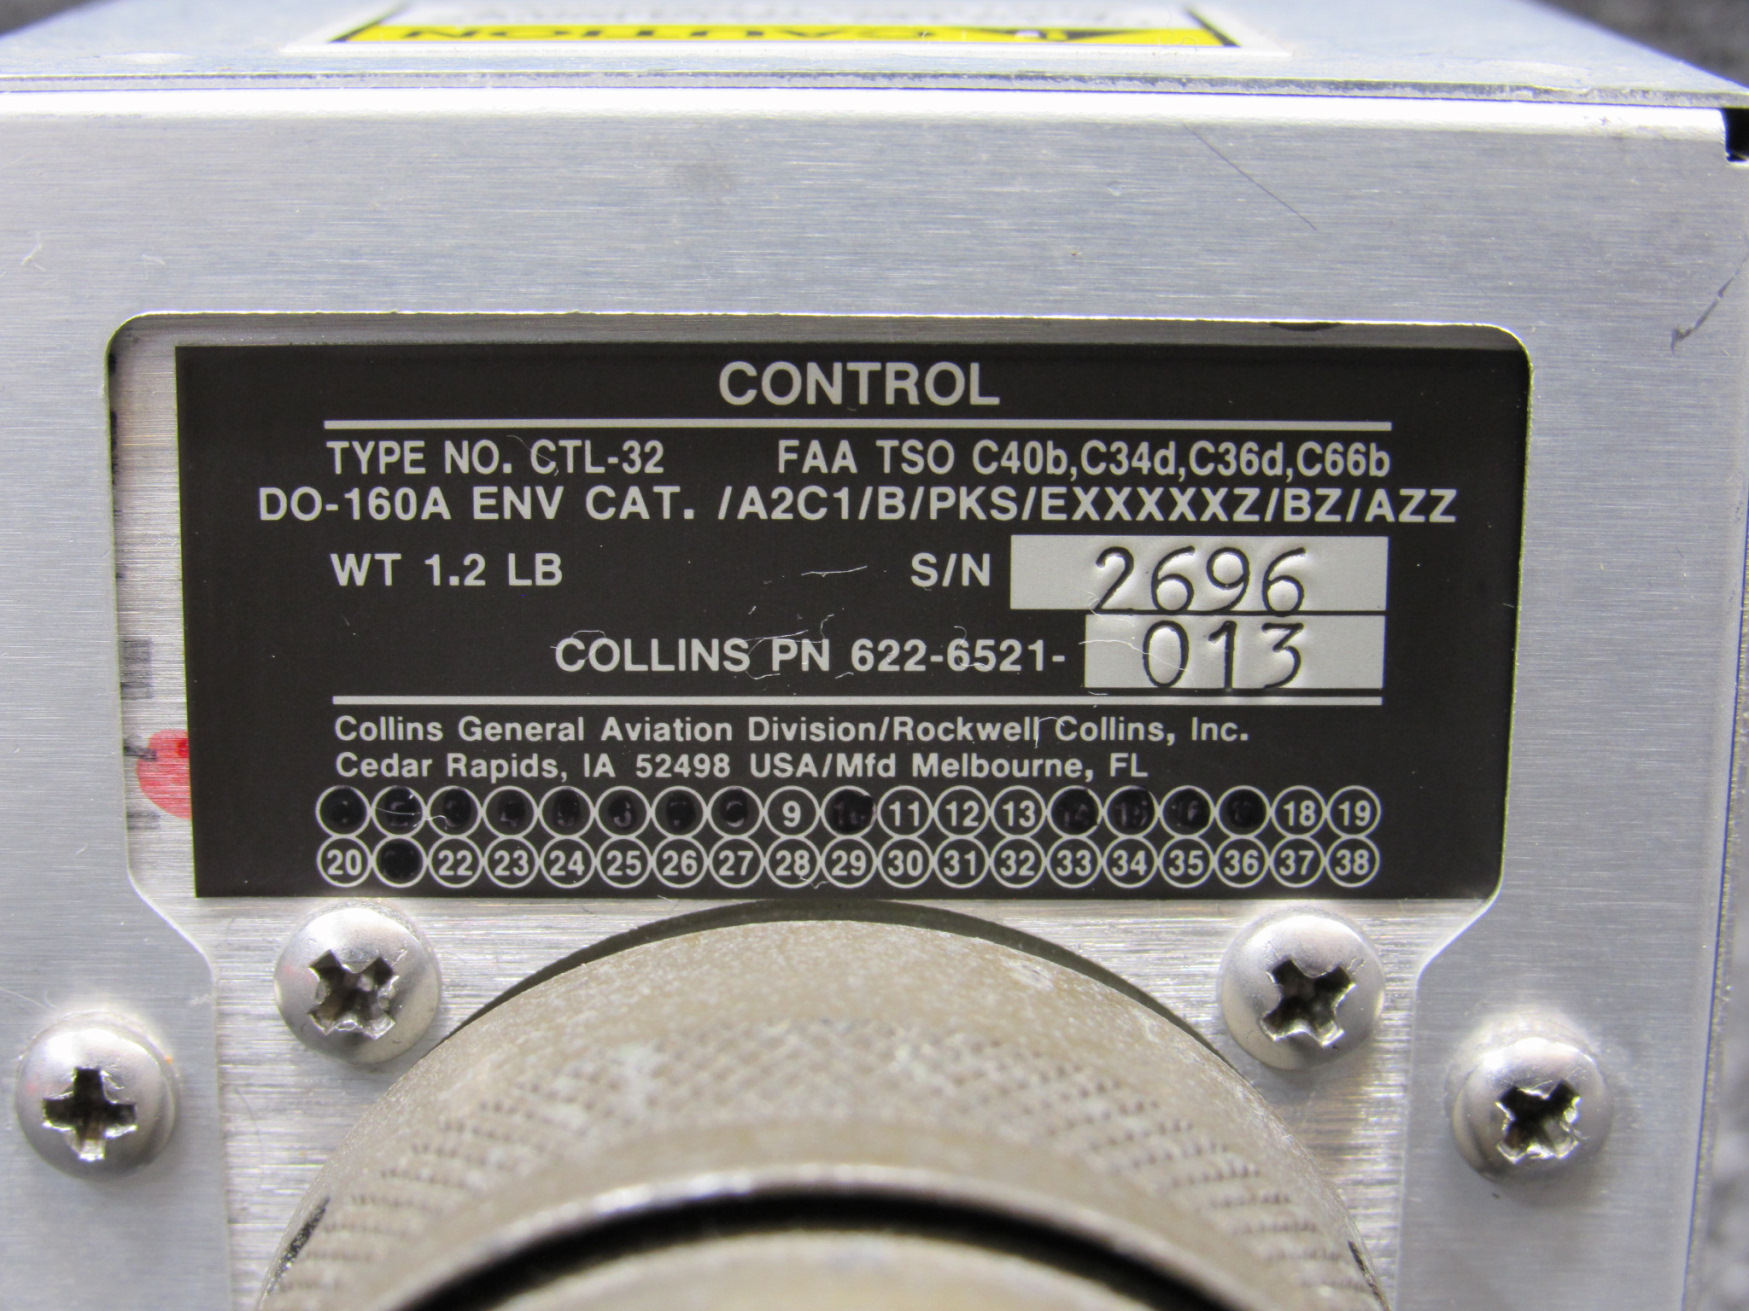 CAUTION
CONTROL
TYPE NO. CTL-32 FAA TSO C40b,C34d,C36d,C66b
DO-160A ENV CAT. /A2C1/B/PKS/EXXXXXZ/BZ/AZZ
WT 1.2 LB S/N 2696
COLLINS PN 622-6521- 013
Collins General Aviation Division/Rockwell Collins, Inc.
Cedar Rapids, IA 52498 USA/Mfd Melbourne, FL
9 11 12 13 18 19
20 22 23 24 25 26 27 28 29 30 31 32 33 34 35 36 37 38